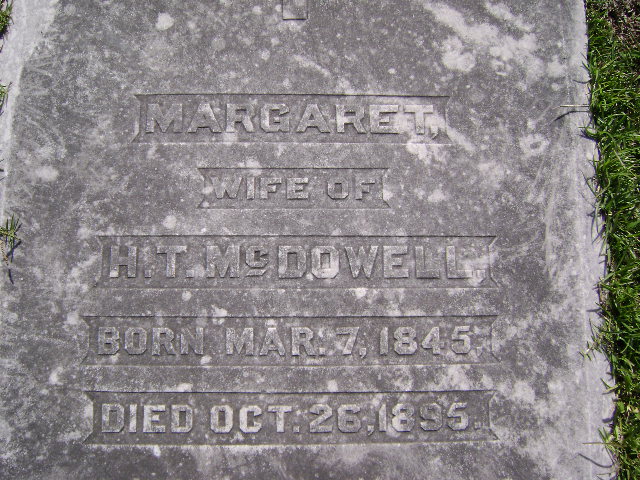 MARGARET,
WIFE OF
H.T. McDOWELL.
BORN MAR. 7, 1845.
DIED OCT. 26, 1895.